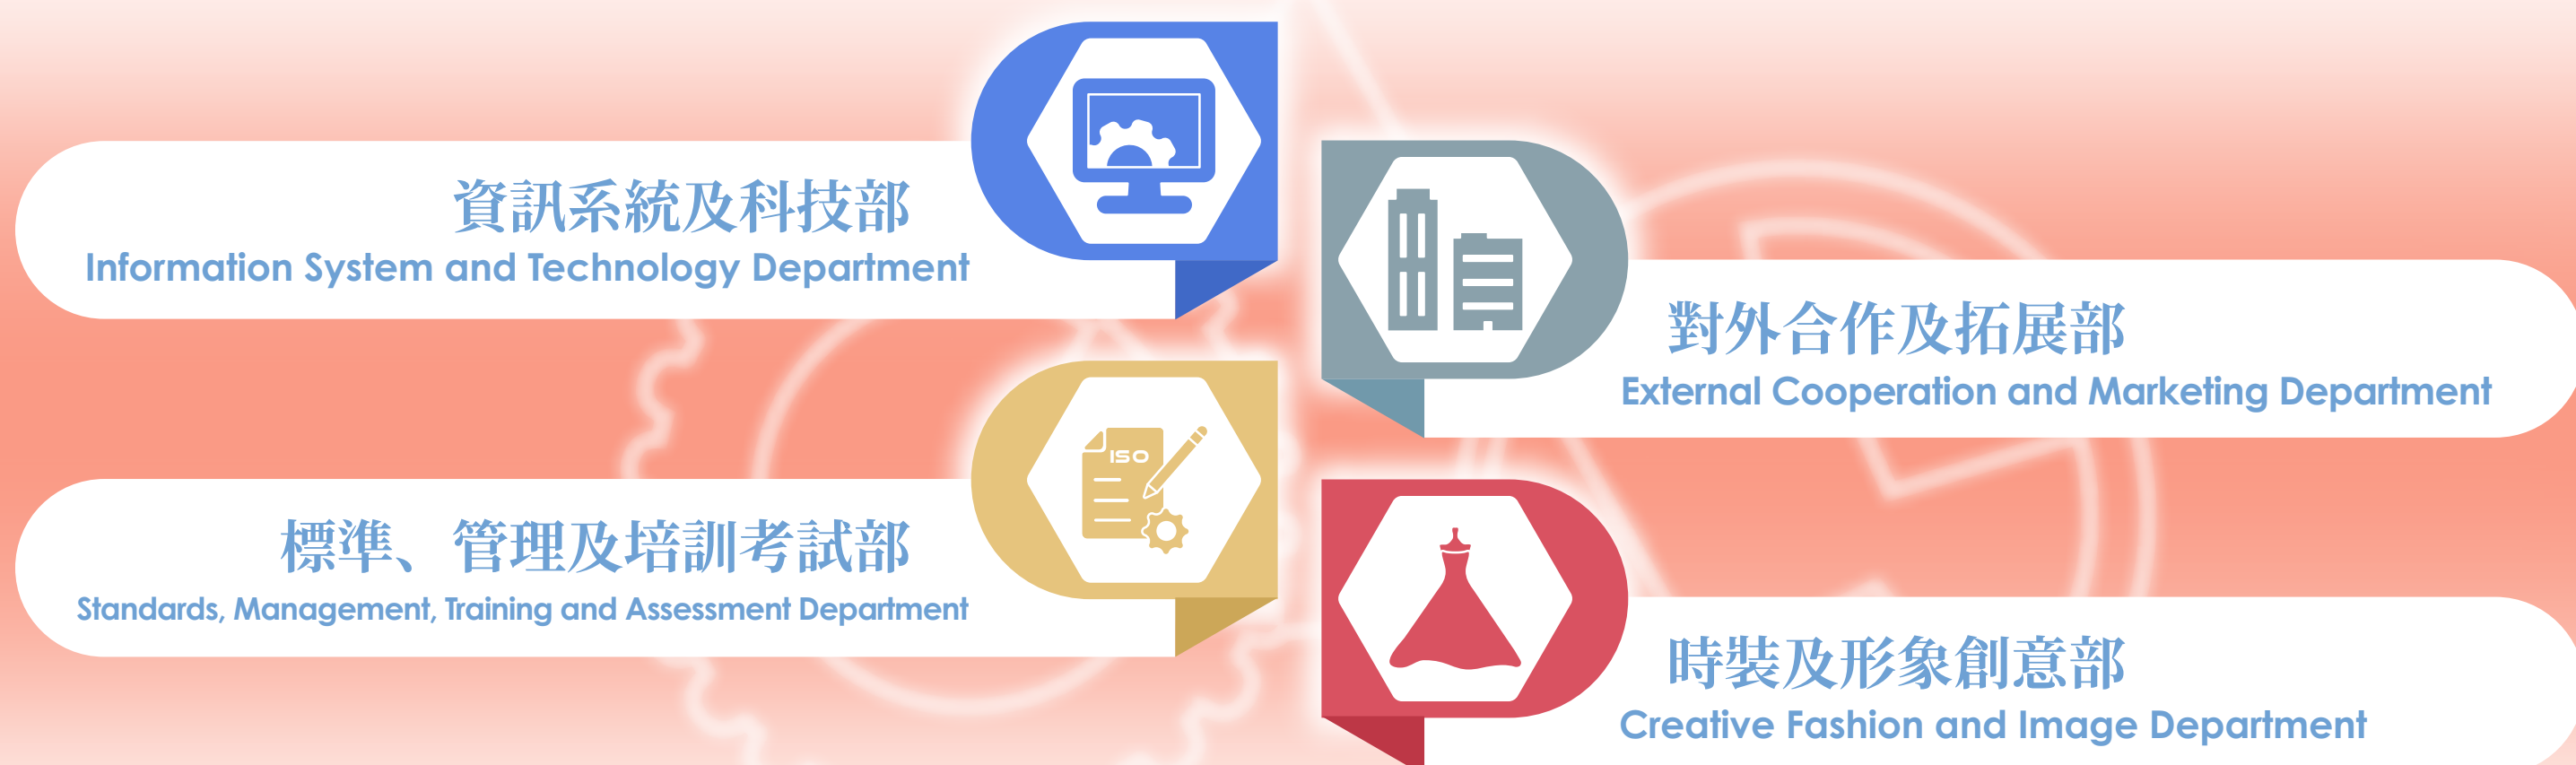 資訊系統及科技部
Information System and Technology Department
對外合作及拓展部
External Cooperation and Marketing Department
ISO
標準、管理及培訓考試部
Standards, Management, Training and Assessment Department
時裝及形象創意部
Creative Fashion and Image Department